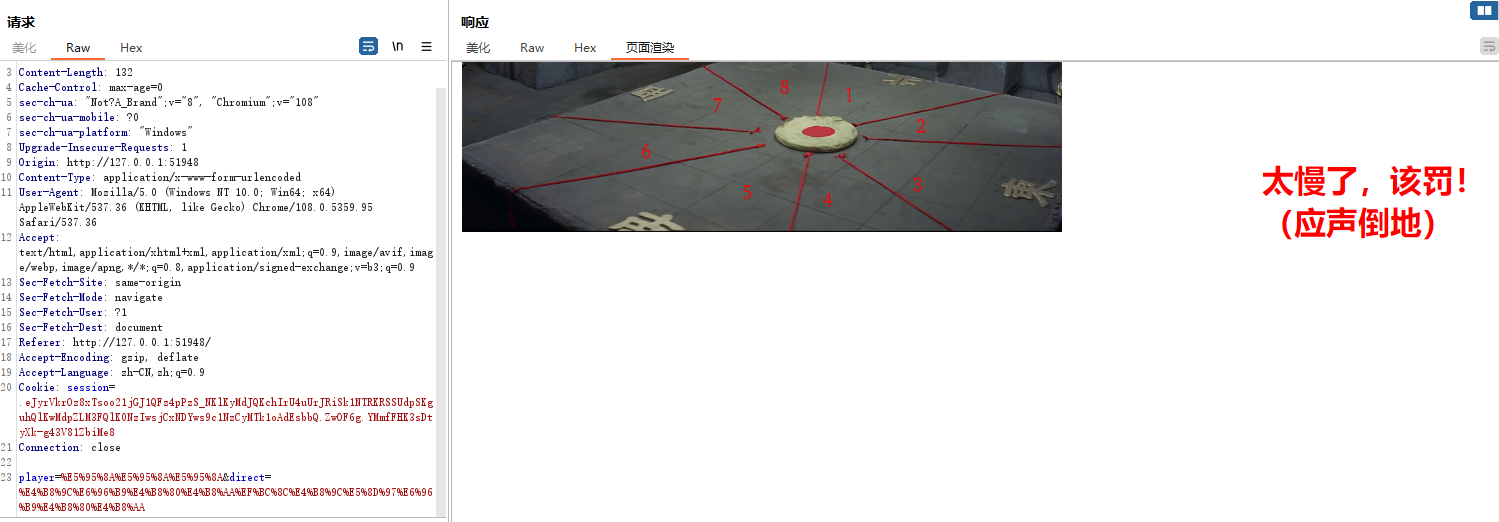 请求
美化 Raw Hex \n
3 Content-Length: 132
4 Cache-Control: max-age=0
5 sec-ch-ua: "Not?A_Brand";v="8", "Chromium";v="108"
6 sec-ch-ua-mobile: ?0
7 sec-ch-ua-platform: "Windows"
8 Upgrade-Insecure-Requests: 1
9 Origin: http://127.0.0.1:51948
10 Content-Type: application/x-www-form-urlencoded
11 User-Agent: Mozilla/5.0 (Windows NT 10.0; Win64; x64)
AppleWebKit/537.36 (KHTML, like Gecko) Chrome/108.0.5359.95
Safari/537.36
12 Accept:
text/html,application/xhtml+xml,application/xml;q=0.9,image/avif,imag
e/webp,image/apng,*/*;q=0.8,application/signed-exchange;v=b3;q=0.9
13 Sec-Fetch-Site: same-origin
14 Sec-Fetch-Mode: navigate
15 Sec-Fetch-User: ?1
16 Sec-Fetch-Dest: document
17 Referer: http://127.0.0.1:51948/
18 Accept-Encoding: gzip, deflate
19 Accept-Language: zh-CN,zh;q=0.9
20 Cookie: session=
.eJyrVkrOz8xTsoo21jGJ1QFz4pPzS_NKlKyMdJQKchIrU4uUrJRiSk1NTRKRSSUdpSKg
uhQlKwMdpZLM3FQlK0NzIwsjCxNDYws9c1NzCyMTk1oAdEsbbQ.ZwOF6g.YMmfFHK3sDt
yXk-g43V81ZbiMe8
21 Connection: close
22
23 player=%E5%95%8A%E5%95%8A%E5%95%8A&direct=
%E4%B8%9C%E6%96%B9%E4%B8%80%E4%B8%AA%EF%BC%8C%E4%B8%9C%E5%8D%97%E6%96
%B9%E4%B8%80%E4%B8%AA
响应
美化 Raw Hex 页面渲染
8 1
7 2
6
5 4 3
東
太慢了，该罚！
（应声倒地）